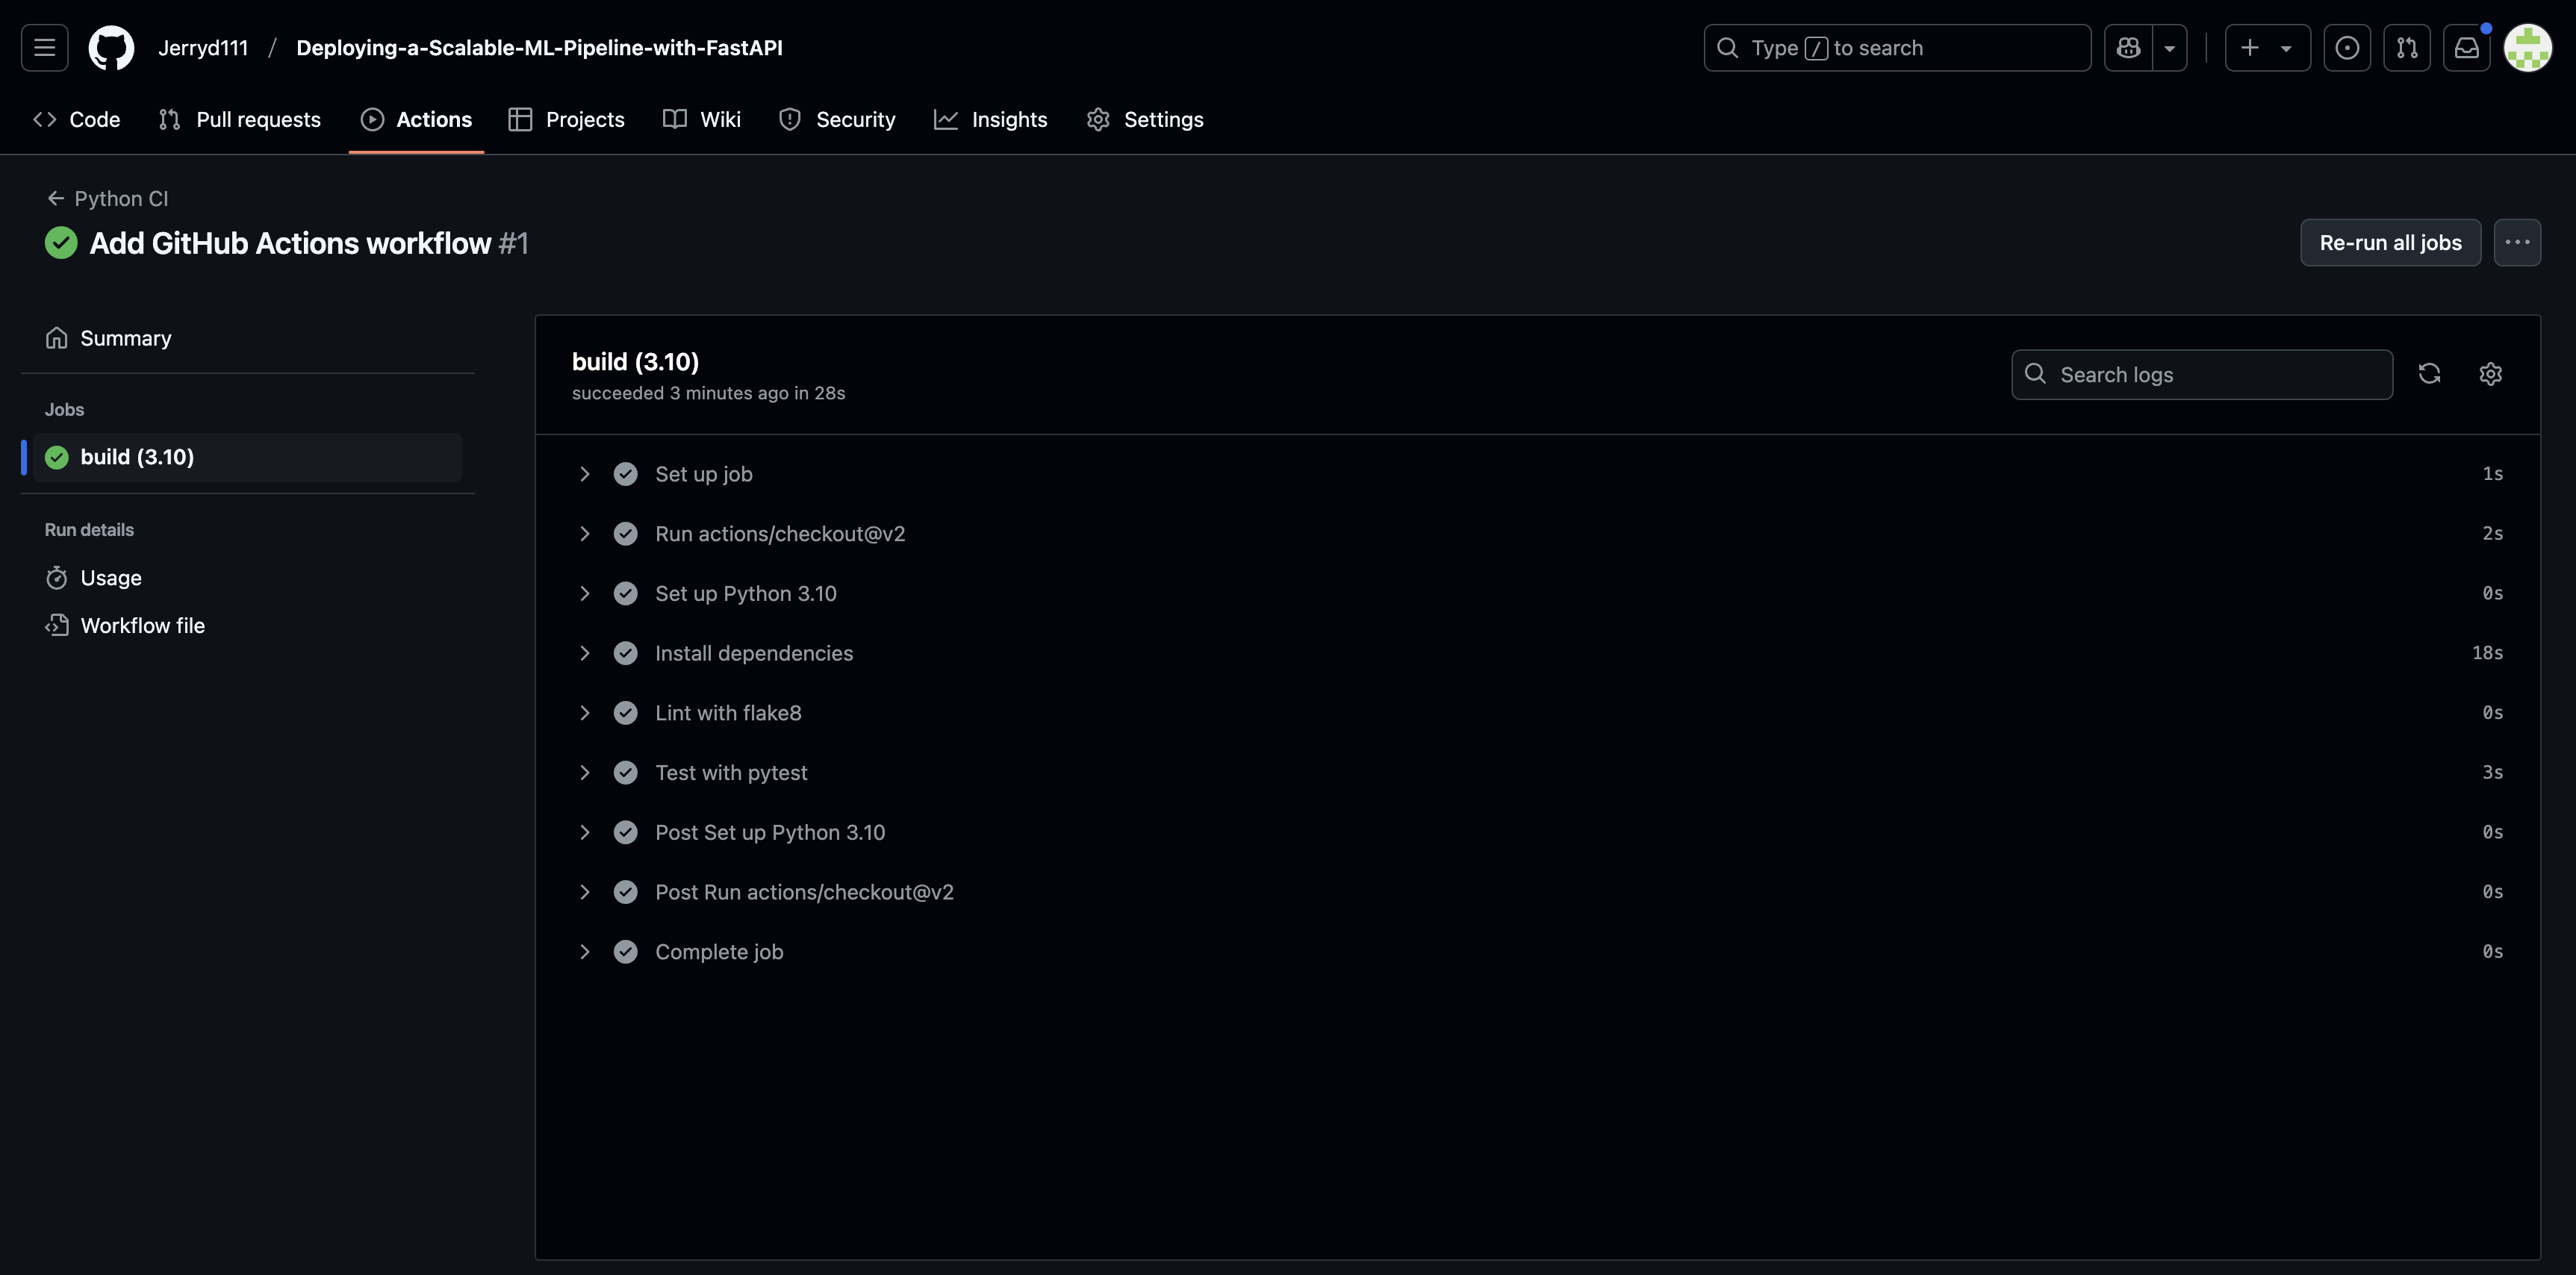 Jerryd111 / Deploying-a-Scalable-ML-Pipeline-with-FastAPI
Type / to search
Code Pull requests Actions Projects Wiki Security Insights Settings
Python CI
Add GitHub Actions workflow #1
Re-run all jobs
Summary
Jobs
build (3.10)
Run details
Usage
Workflow file
build (3.10)
succeeded 3 minutes ago in 28s
Search logs
Set up job 1s
Run actions/checkout@v2 2s
Set up Python 3.10 0s
Install dependencies 18s
Lint with flake8 0s
Test with pytest 3s
Post Set up Python 3.10 0s
Post Run actions/checkout@v2 0s
Complete job 0s